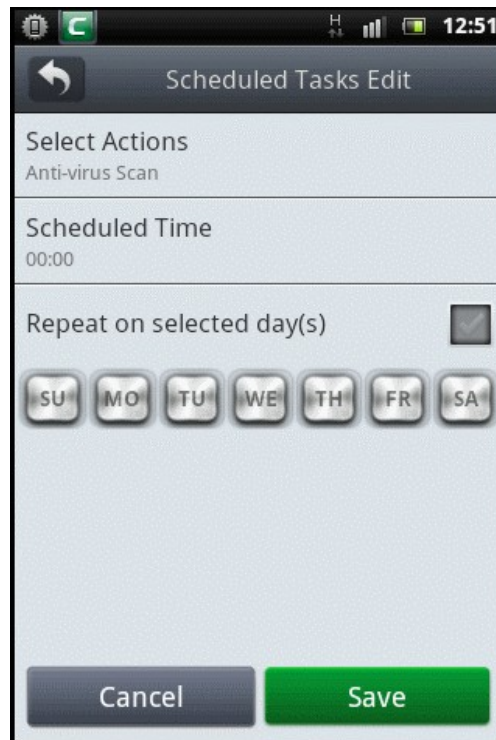 H 12:51
Scheduled Tasks Edit
Select Actions
Anti-virus Scan
Scheduled Time
00:00
Repeat on selected day(s)
SU MO TU WE TH FR SA
Cancel Save